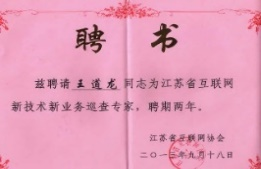 聘书
兹聘请王道龙同志为江苏省互联网
新技术新业务巡查专家，聘期两年。
江苏省互联网协会
二〇一三年九月十八日